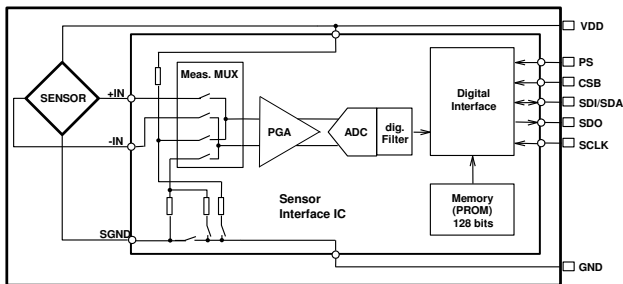 VDD
PS
Meas. MUX
+IN
SENSOR
-IN
PGA
ADC
dig.
Filter
Digital
Interface
CSB
SDI/SDA
SDO
SCLK
Sensor
Interface IC
Memory
(PROM)
128 bits
SGND
GND